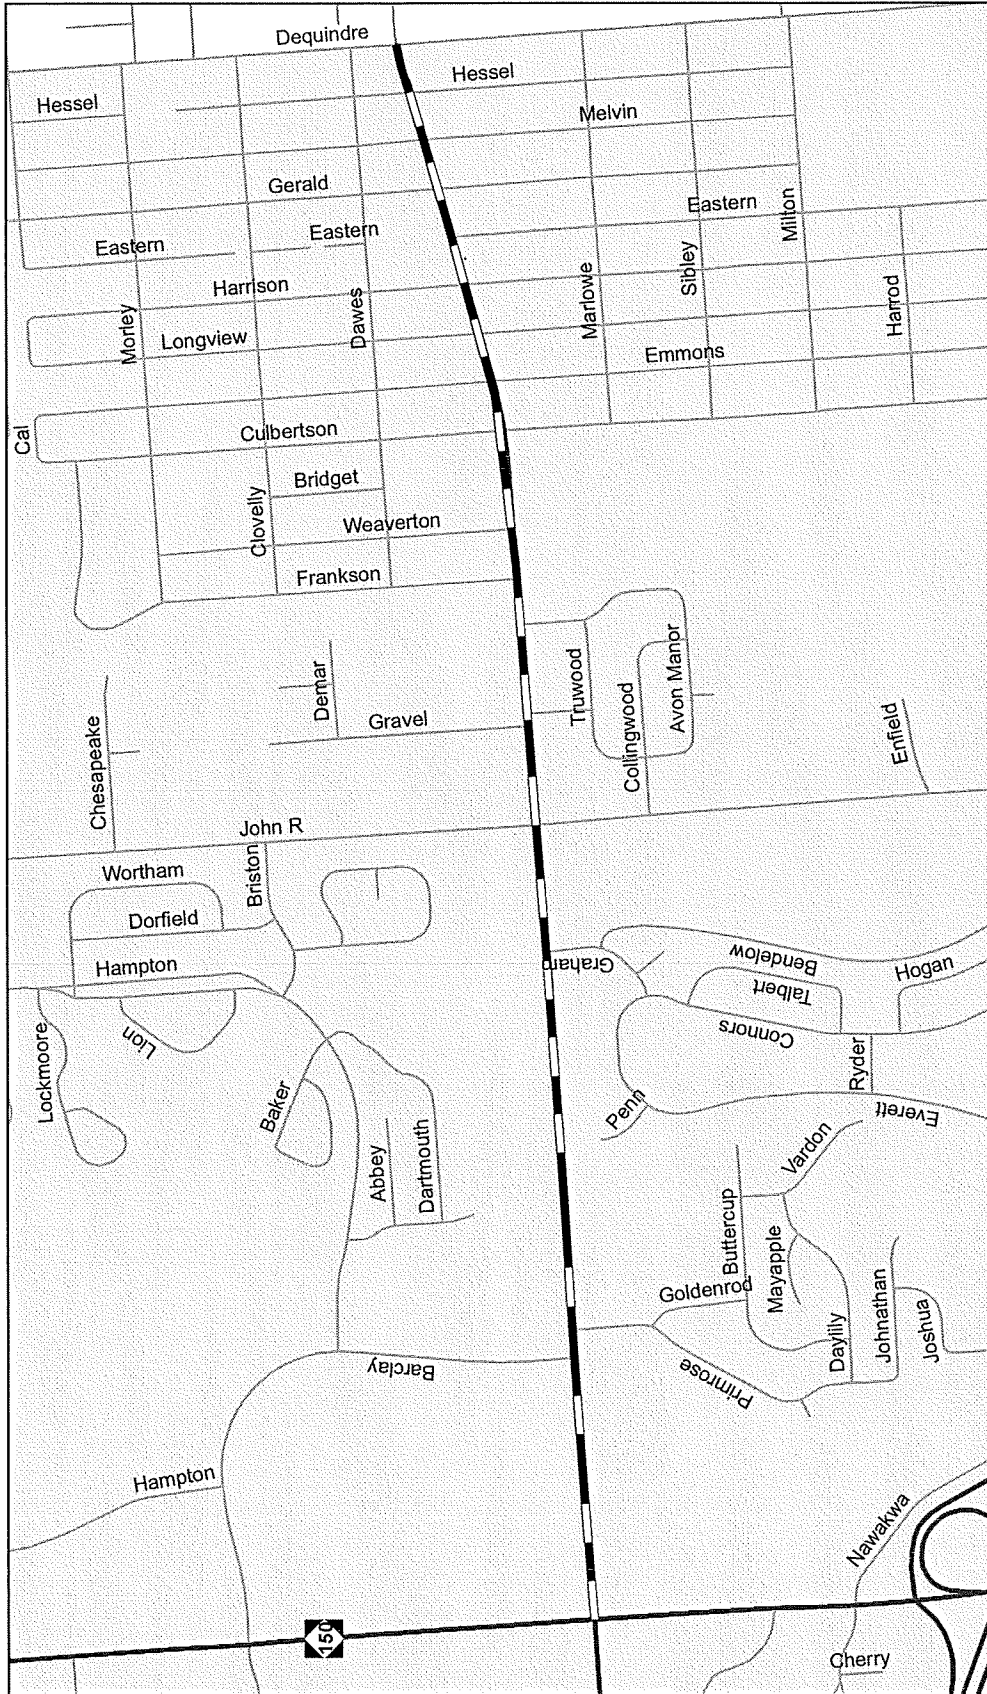 Dequindre
Hessel
Hessel
Melvin
Gerald
Eastern
Eastern
Eastern
Milton
Harrison
Sibley
Marlowe
Harrod
Morley
Longview
Dawes
Emmons
Cal
Culbertson
Bridget
Clovelly
Weaverton
Frankson
Demar
Truwood
Avon Manor
Collingwood
Gravel
Chesapeake
Enfield
John R
Wortham
Briston
Dorfield
Hampton
Graham
Bendelow
Hogan
Talbert
Connors
Lion
Lockmoore
Ryder
Baker
Penn
Everett
Abbey
Dartmouth
Vardon
Buttercup
Mayapple
Goldenrod
Johnathan
Joshua
Daylily
Barclay
Primrose
Hampton
Nawakwa
150
Cherry